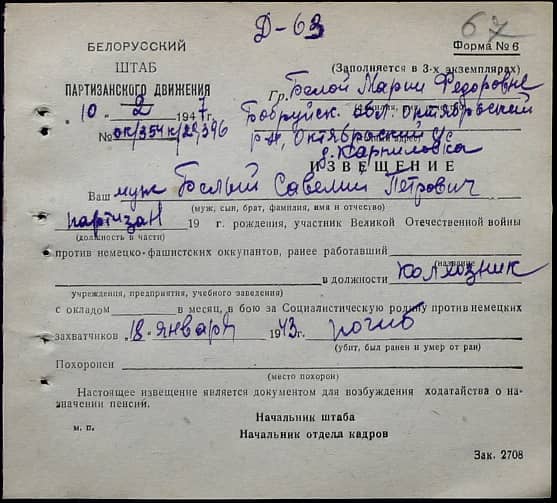 Д-63
67
БЕЛОРУССКИЙ
ШТАБ
ПАРТИЗАНСКОГО ДВИЖЕНИЯ
Форма № 6
(Заполняется в 3-х экземплярах)
Гр. Белой Марии Федоровне
"10" 2 1947 г.
Бобруйск. обл. Октябрьский
№ ок/354к/29396
р-н, Октябрьский с/с
д. Карпиловка
ИЗВЕЩЕНИЕ
Ваш муж Белый Савелий Петрович
(муж, сын, брат, фамилия, имя и отчество)
партизан 19 г. рождения, участник Великой Отечественной войны
(должность в части)
против немецко-фашистских оккупантов, ранее работавший
(название
в должности колхозник
учреждения, предприятия, учебного заведения)
с окладом в месяц, в бою за Социалистическую родину против немецких
захватчиков 18 января 1943 г. погиб
(убит, был ранен и умер от ран)
Похоронен
(место похорон)
Настоящее извещение является документом для возбуждения ходатайства о на-
значении пенсии.
Начальник штаба
м. п.
Начальник отдела кадров
Зак. 2708